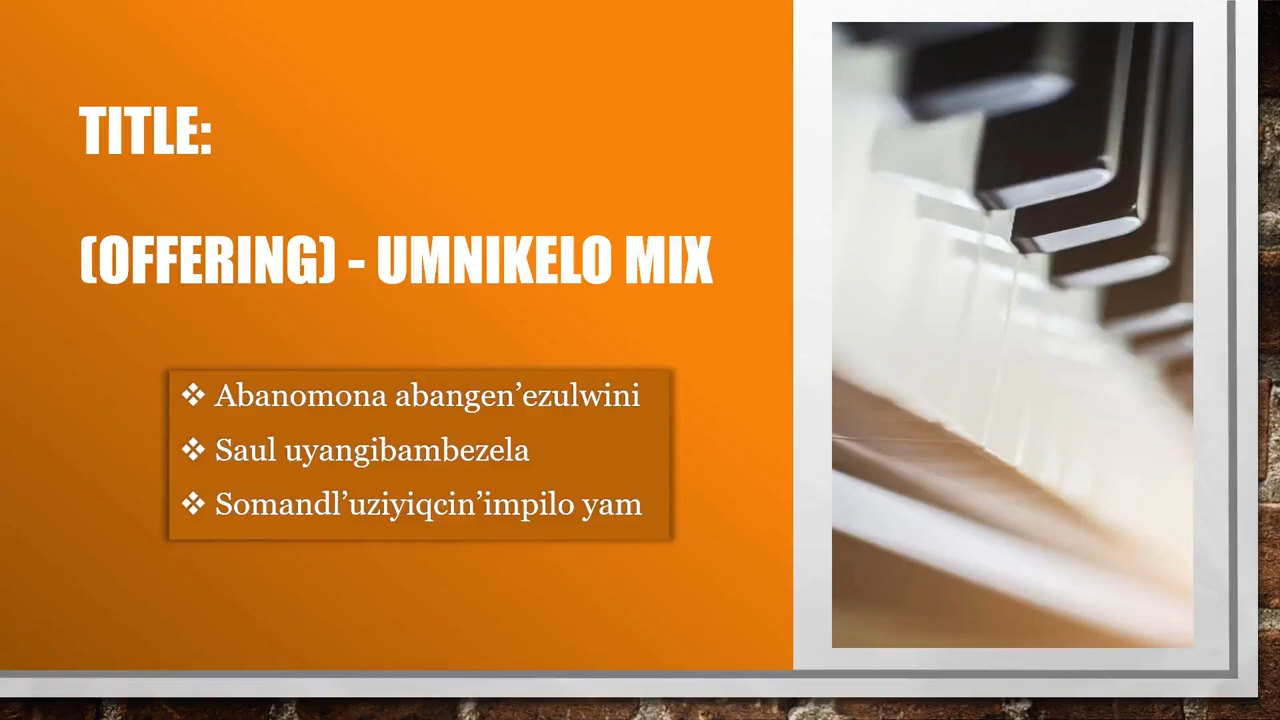 TITLE:
(OFFERING) - UMNIKELO MIX
❖ Abanomona abangen’ezulwini
❖ Saul uyangibambezela
❖ Somandl’uziyiqcin’impilo yam